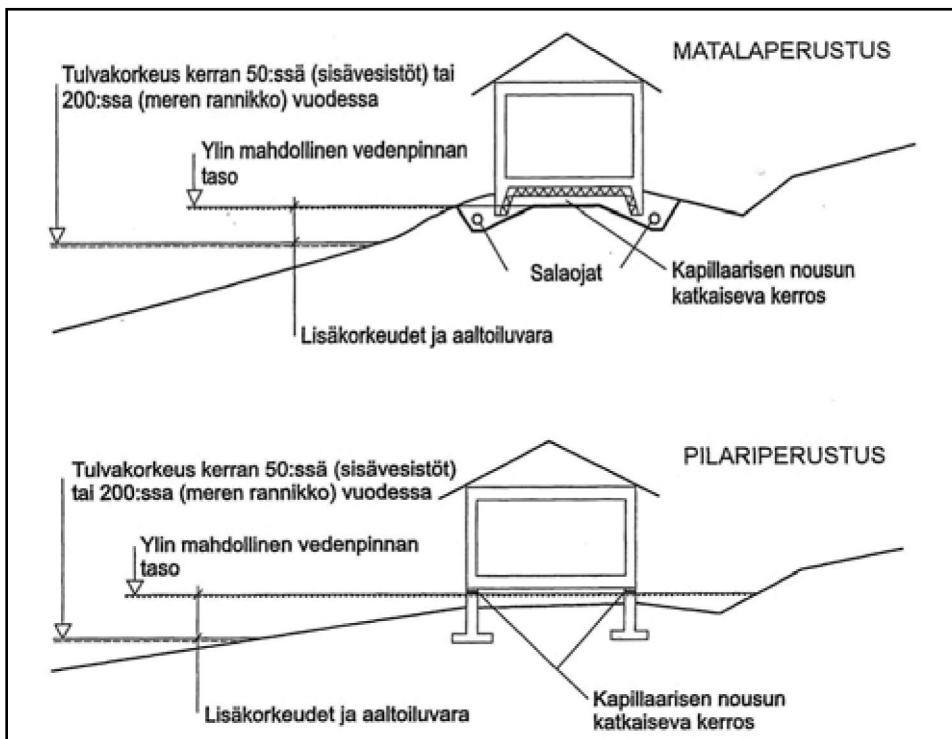 MATALAPERUSTUS
Tulvakorkeus kerran 50:ssä (sisävesistöt) tai
200:ssa (meren rannikko) vuodessa
Ylin mahdollinen vedenpinnan
taso
Salaojat
Kapillaarisen nousun
katkaiseva kerros
Lisäkorkeudet ja aaltoiluvara
PILARIPERUSTUS
Tulvakorkeus kerran 50:ssä (sisävesistöt)
tai 200:ssa (meren rannikko) vuodessa
Ylin mahdollinen vedenpinnan
taso
Lisäkorkeudet ja aaltoiluvara
Kapillaarisen nousun
katkaiseva kerros